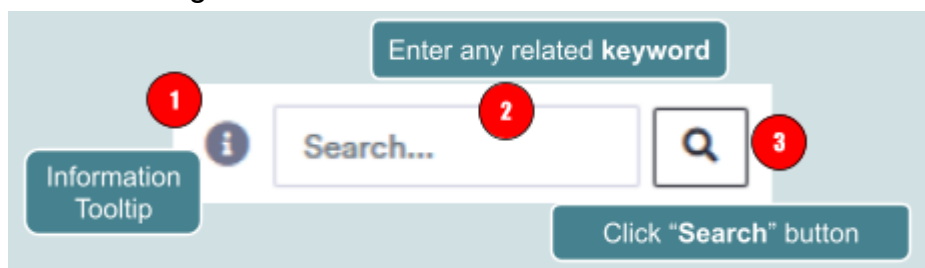 Enter any related keyword
1
2
i
Search...
3
Information
Tooltip
Click “Search” button